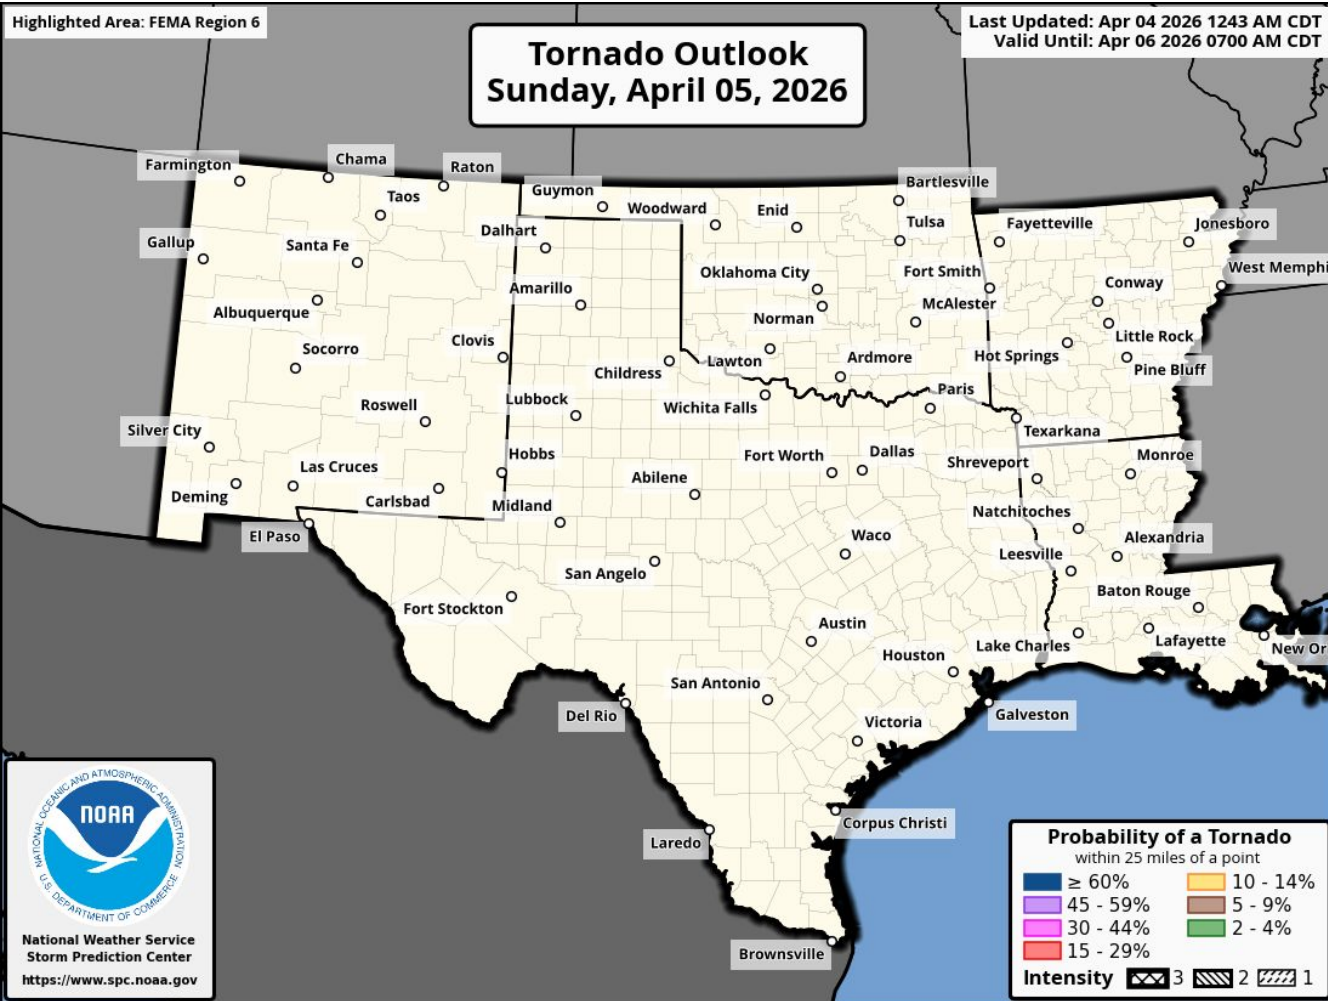 Highlighted Area: FEMA Region 6
Tornado Outlook
Sunday, April 05, 2026
Last Updated: Apr 04 2026 1243 AM CDT
Valid Until: Apr 06 2026 0700 AM CDT
Farmington
Chama
Raton
Taos
Guymon
Woodward
Enid
Bartlesville
Tulsa
Fayetteville
Jonesboro
Gallup
Santa Fe
Dalhart
Oklahoma City
Fort Smith
West Memphi
Albuquerque
Amarillo
Norman
McAlester
Conway
Socorro
Clovis
Childress
Lawton
Ardmore
Hot Springs
Little Rock
Pine Bluff
Roswell
Lubbock
Wichita Falls
Paris
Texarkana
Silver City
Las Cruces
Hobbs
Abilene
Fort Worth
Dallas
Shreveport
Monroe
Deming
Carlsbad
Midland
Natchitoches
El Paso
San Angelo
Waco
Leesville
Alexandria
Fort Stockton
Austin
Baton Rouge
Houston
Lake Charles
Lafayette
New Or
Del Rio
San Antonio
Victoria
Galveston
Laredo
Corpus Christi
Brownsville
NATIONAL OCEANIC AND ATMOSPHERIC ADMINISTRATION
NOAA
U.S. DEPARTMENT OF COMMERCE
National Weather Service
Storm Prediction Center
https://www.spc.noaa.gov
Probability of a Tornado
within 25 miles of a point
≥ 60%
45 - 59%
30 - 44%
15 - 29%
10 - 14%
5 - 9%
2 - 4%
Intensity 3 2 1